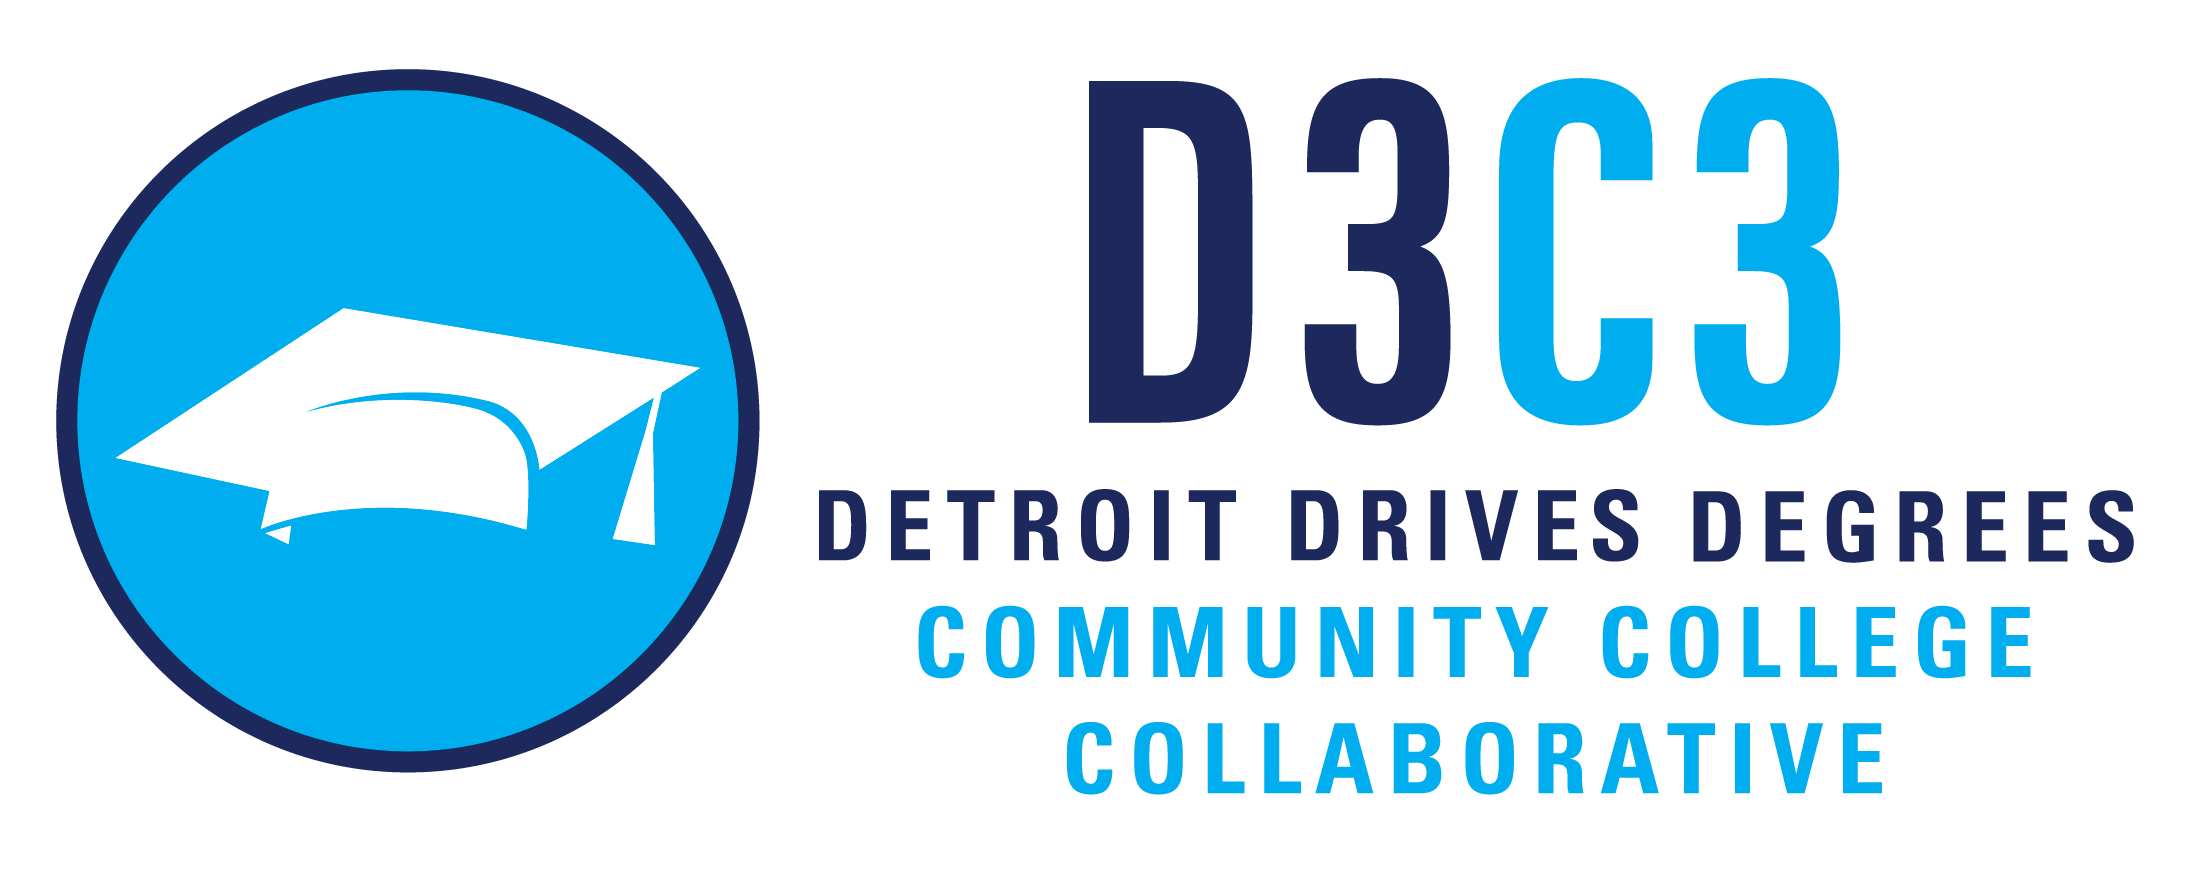 D3C3
DETROIT DRIVES DEGREES
COMMUNITY COLLEGE
COLLABORATIVE